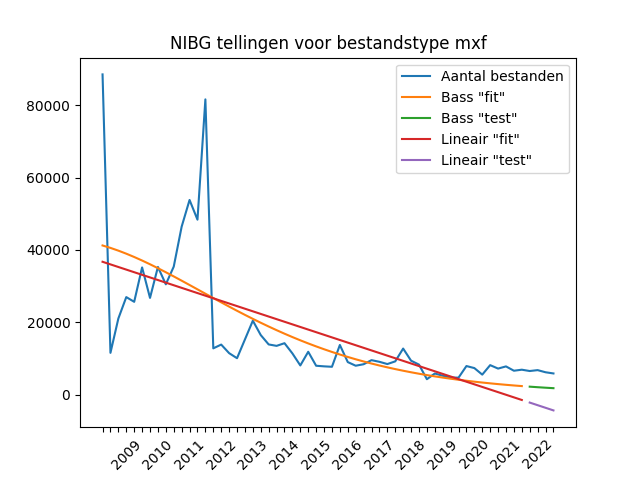 NIBG tellingen voor bestandstype mxf
Aantal bestanden
Bass "fit"
Bass "test"
Lineair "fit"
Lineair "test"
80000
60000
40000
20000
0
2009 2010 2011 2012 2013 2014 2015 2016 2017 2018 2019 2020 2021 2022